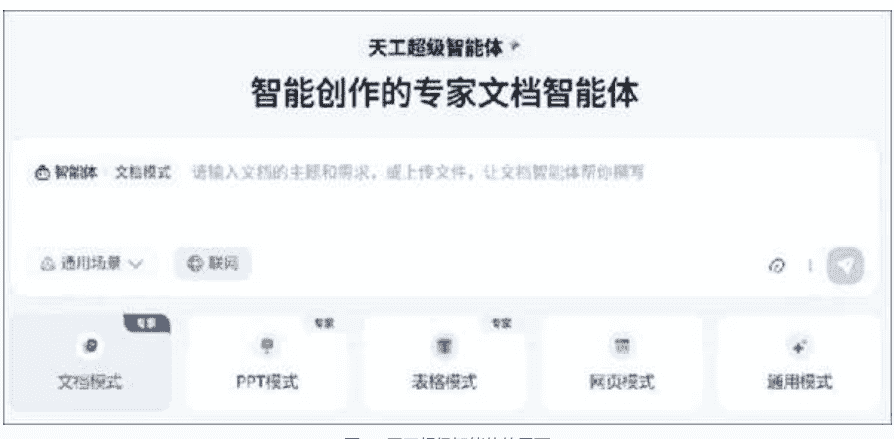 天工超级智能体
智能创作的专家文档智能体
智能体 文档模式 请输入文档的主题和需求，或上传文件，让文档智能体帮你撰写
通用场景 联网
专家 专家 专家
文档模式 PPT模式 表格模式 网页模式 通用模式